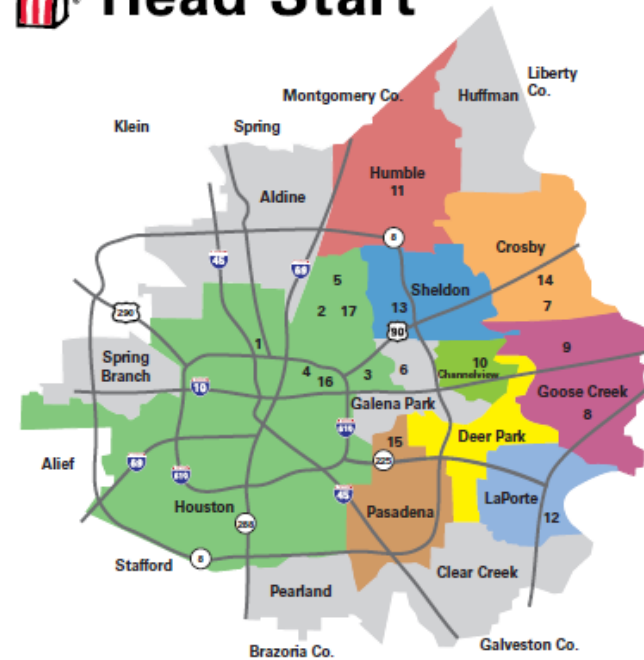 Head Start
Liberty
Co.
Montgomery Co.
Huffman
Klein
Spring
Humble
11
Aldine
8
Crosby
45
69
5
Sheldon
14
2 17
13
7
290
90
1
9
Spring
Branch
4
16
3
6
10
Channelview
10
Goose Creek
8
Galena Park
610
15
Deer Park
Alief
69
610
225
45
LaPorte
12
Houston
288
Pasadena
Stafford
8
Clear Creek
Pearland
Brazoria Co.
Galveston Co.